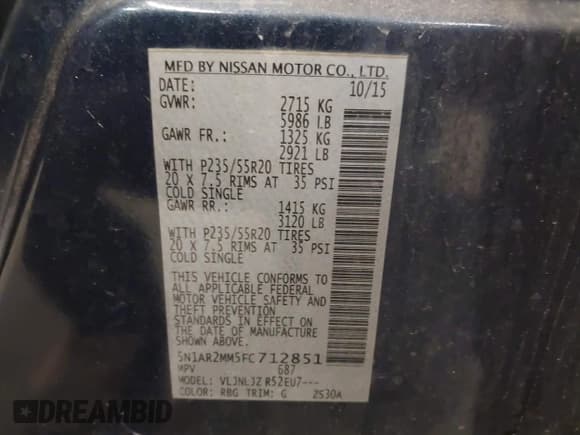 MFD BY NISSAN MOTOR CO., LTD.
DATE: 10/15
GVWR: 2715 KG
5986 LB
GAWR FR.: 1325 KG
2921 LB
WITH P235/55R20 TIRES
20 X 7.5 RIMS AT 35 PSI
COLD SINGLE
GAWR RR.: 1415 KG
3120 LB
WITH P235/55R20 TIRES
20 X 7.5 RIMS AT 35 PSI
COLD SINGLE
THIS VEHICLE CONFORMS TO
ALL APPLICABLE FEDERAL
MOTOR VEHICLE SAFETY AND
THEFT PREVENTION
STANDARDS IN EFFECT ON
THE DATE OF MANUFACTURE
SHOWN ABOVE.
5N1AR2MM5FC712851
MPV 687
MODEL: VLJNLJZ R52EU7---
COLOR: RBG TRIM: G 2S30A
FREEBIDMAN